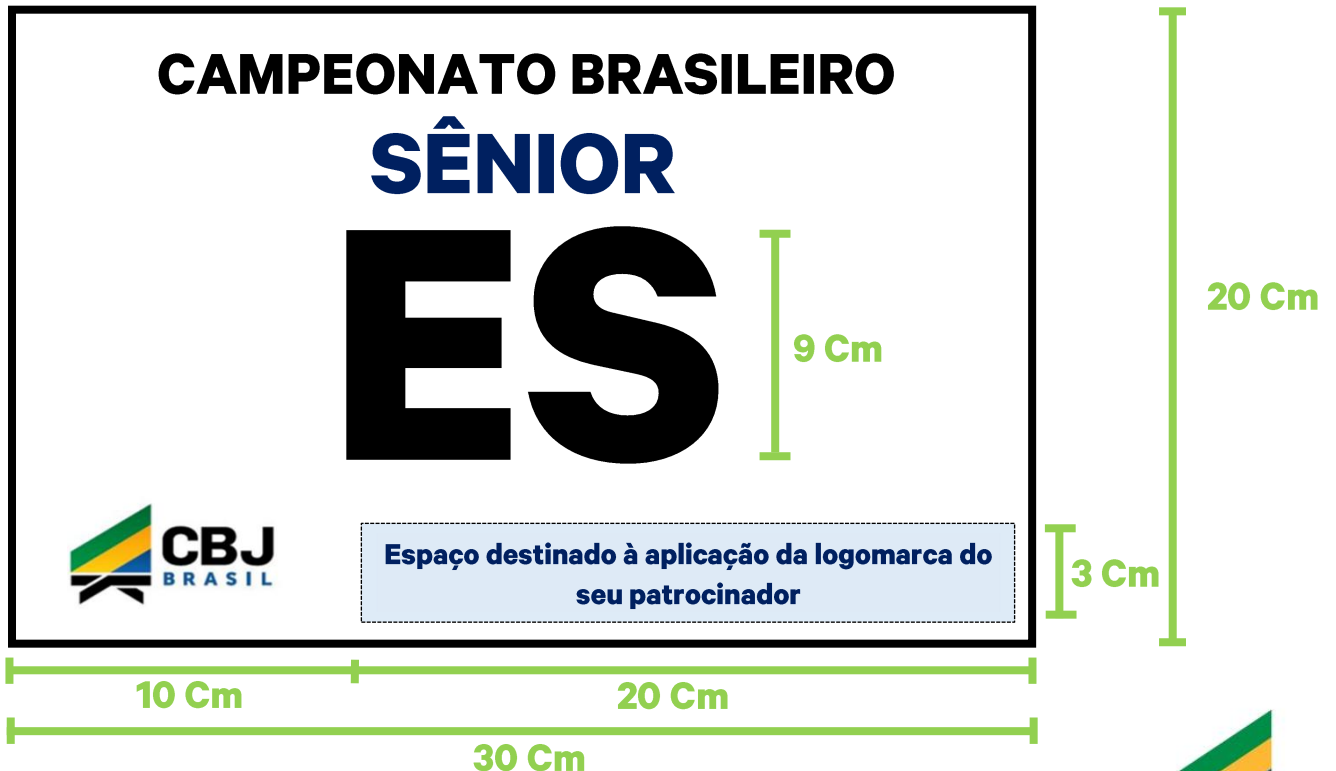 CAMPEONATO BRASILEIRO
SÊNIOR
ES
9 Cm
20 Cm
CBJ
BRASIL
Espaço destinado à aplicação da logomarca do
seu patrocinador
3 Cm
10 Cm
20 Cm
30 Cm